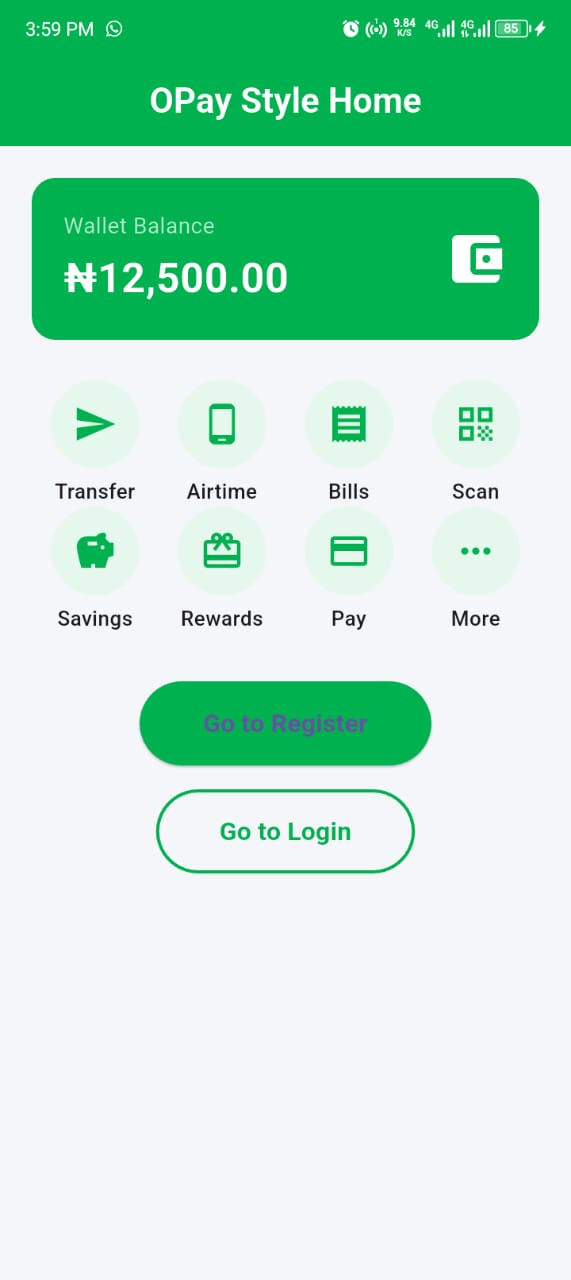 3:59 PM 1 9.84 K/S 4G 4G 85
OPay Style Home
Wallet Balance
₦12,500.00
Transfer Airtime Bills Scan
Savings Rewards Pay More
Go to Register
Go to Login